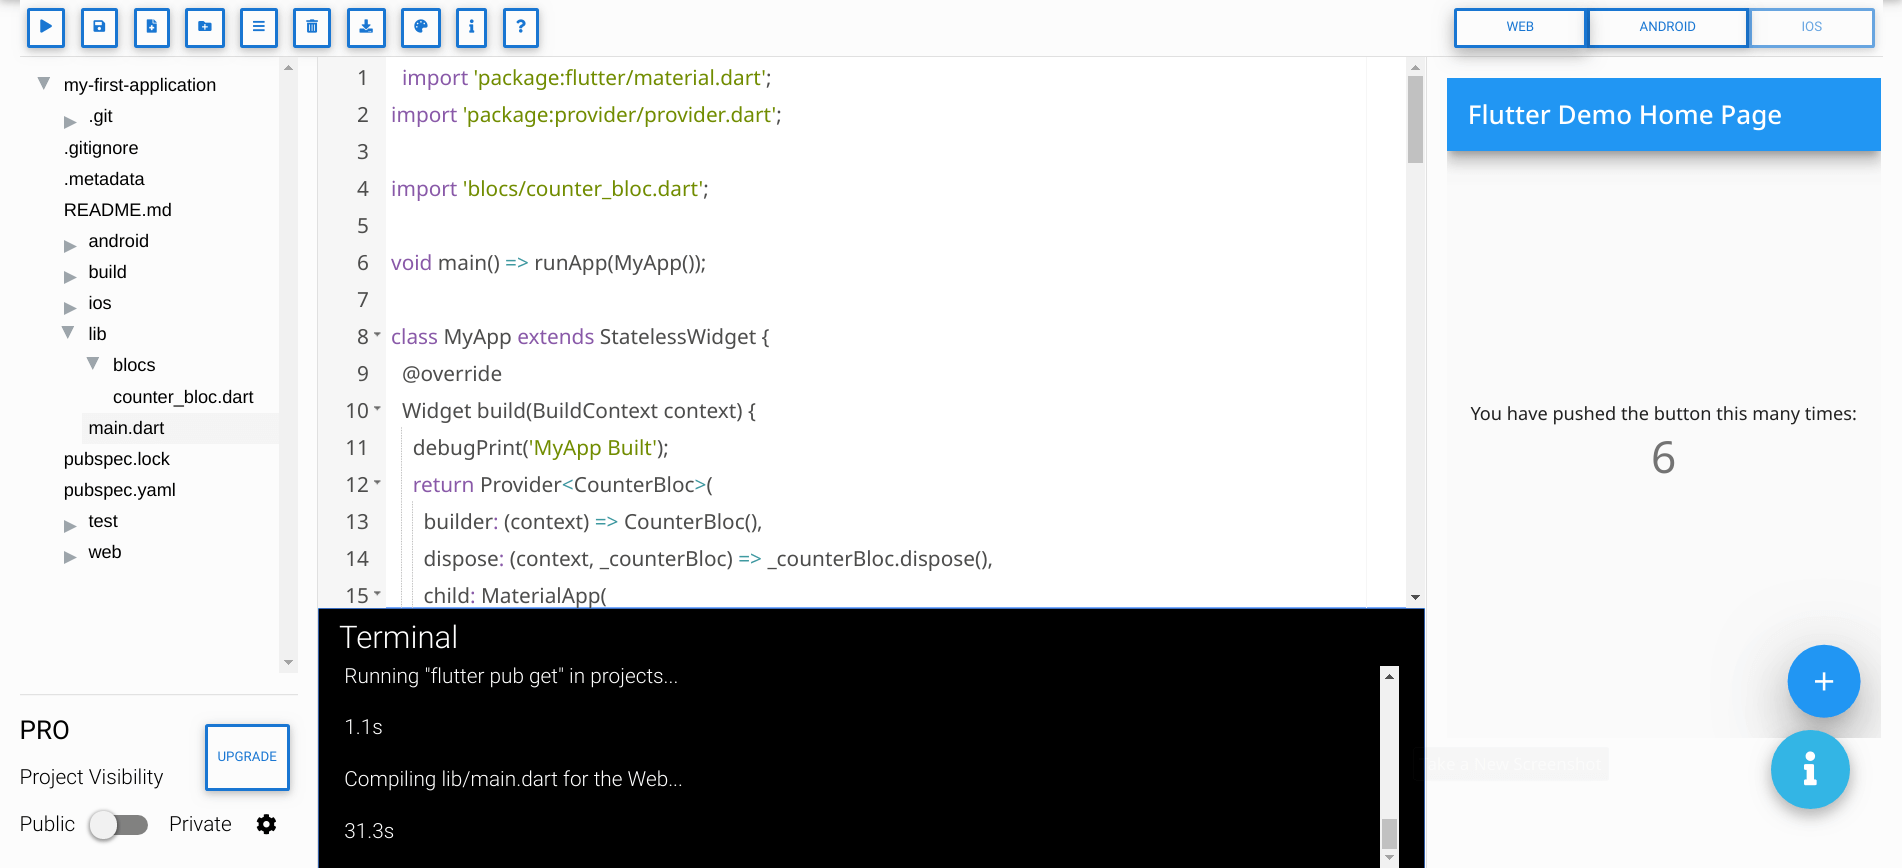 WEB
ANDROID
IOS
my-first-application
.git
.gitignore
.metadata
README.md
android
build
ios
lib
blocs
counter_bloc.dart
main.dart
pubspec.lock
pubspec.yaml
test
web
PRO
UPGRADE
Project Visibility
Public
Private
1 import 'package:flutter/material.dart';
2 import 'package:provider/provider.dart';
3
4 import 'blocs/counter_bloc.dart';
5
6 void main() => runApp(MyApp());
7
8 class MyApp extends StatelessWidget {
9 @override
10 Widget build(BuildContext context) {
11 debugPrint('MyApp Built');
12 return Provider<CounterBloc>(
13 builder: (context) => CounterBloc(),
14 dispose: (context, _counterBloc) => _counterBloc.dispose(),
15 child: MaterialApp(
Terminal
Running "flutter pub get" in projects...
1.1s
Compiling lib/main.dart for the Web...
31.3s
Flutter Demo Home Page
You have pushed the button this many times:
6
+
a New Screenshot